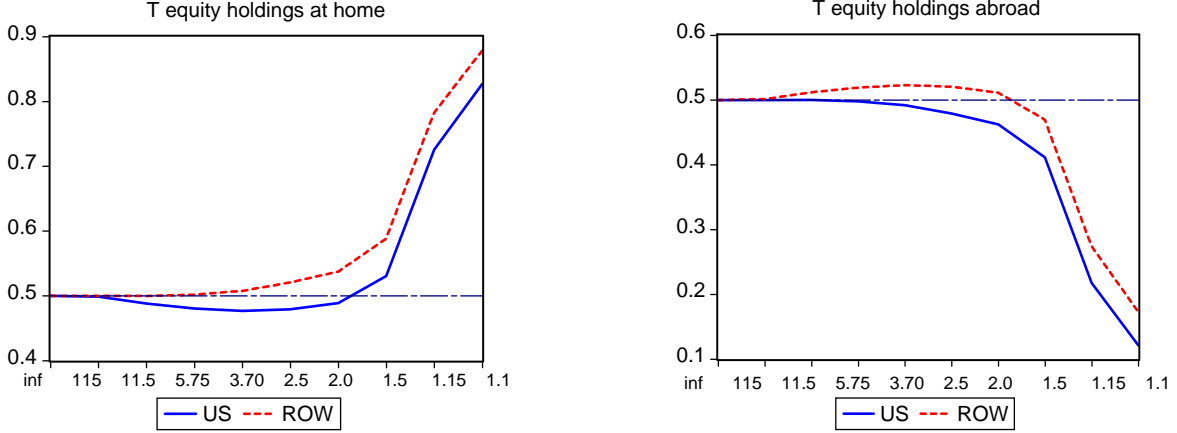 T equity holdings at home
0.9
0.8
0.7
0.6
0.5
0.4
inf 115 11.5 5.75 3.70 2.5 2.0 1.5 1.15 1.1
US ROW
T equity holdings abroad
0.6
0.5
0.4
0.3
0.2
0.1
inf 115 11.5 5.75 3.70 2.5 2.0 1.5 1.15 1.1
US ROW